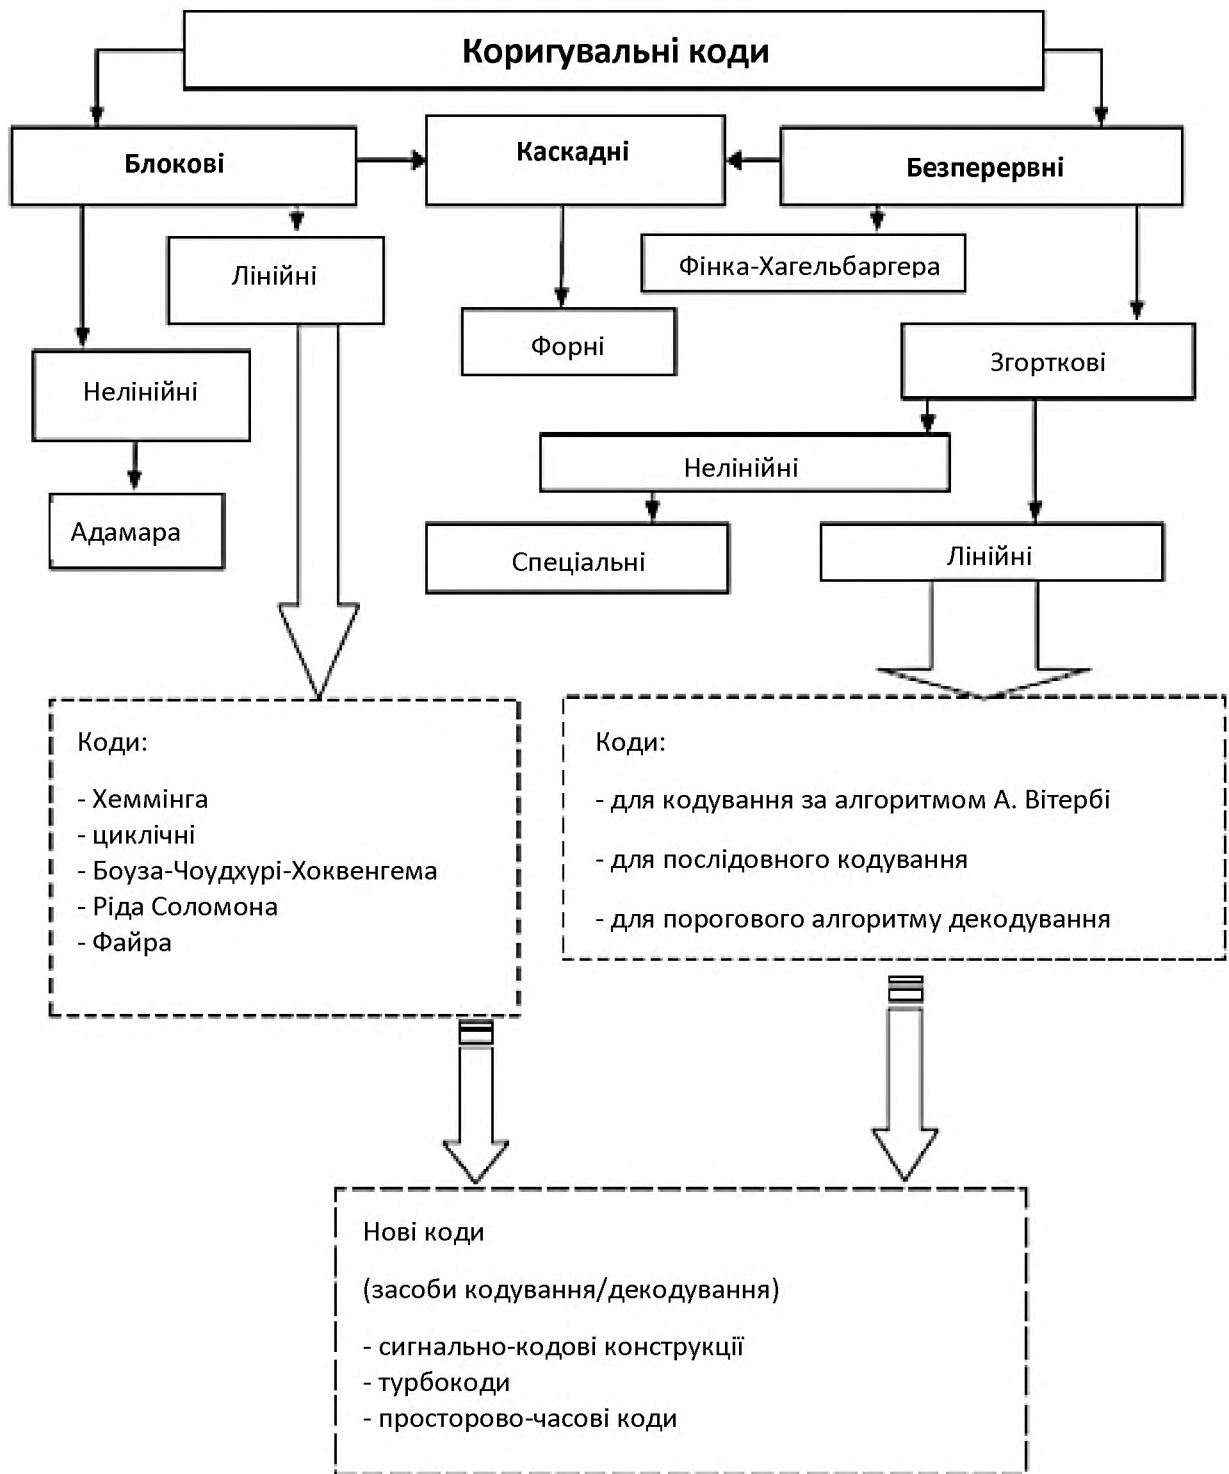 Коригувальні коди
Блокові
Каскадні
Безперервні
Лінійні
Фінка-Хагельбаргера
Форні
Згорткові
Нелінійні
Нелінійні
Адамара
Спеціальні
Лінійні
Коди:
- Хеммінга
- циклічні
- Боуза-Чоудхурі-Хоквенгема
- Ріда Соломона
- Файра
Коди:
- для кодування за алгоритмом А. Вітербі
- для послідовного кодування
- для порогового алгоритму декодування
Нові коди
(засоби кодування/декодування)
- сигнально-кодові конструкції
- турбокоди
- просторово-часові коди